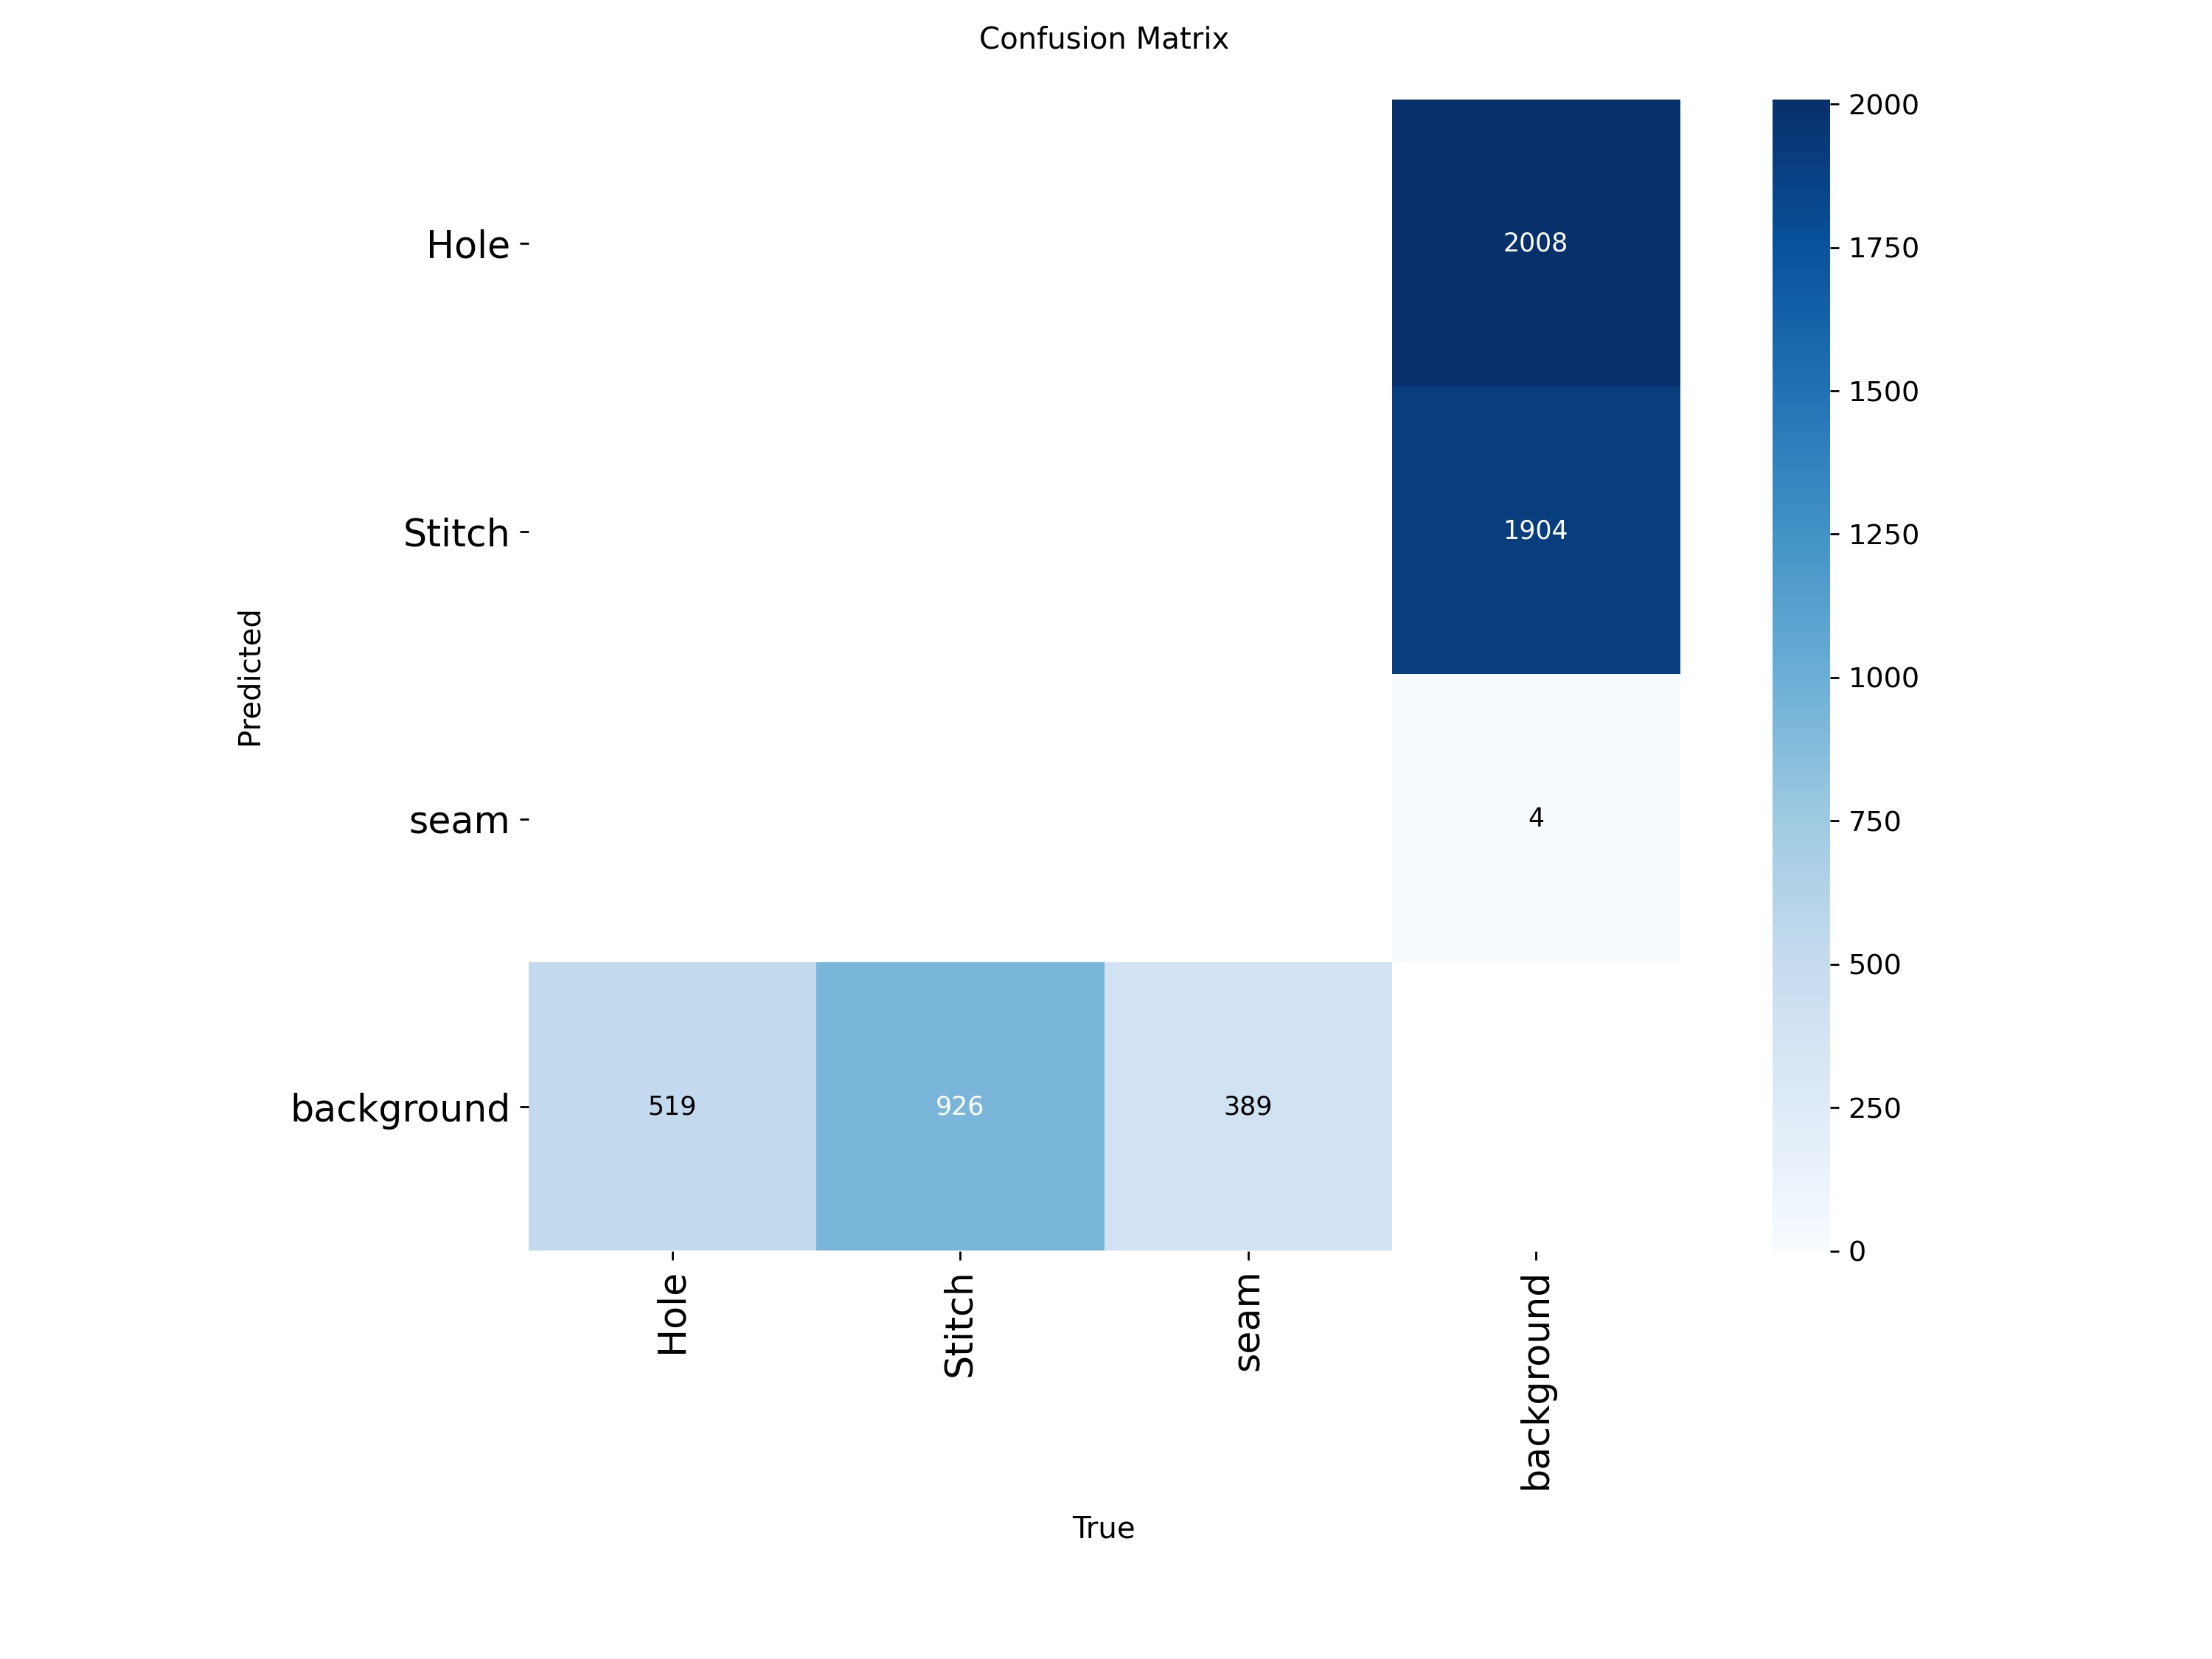 Confusion Matrix
Hole
Stitch
seam
background
Predicted
2008
1904
4
519
926
389
2000
1750
1500
1250
1000
750
500
250
0
Hole
Stitch
seam
background
True